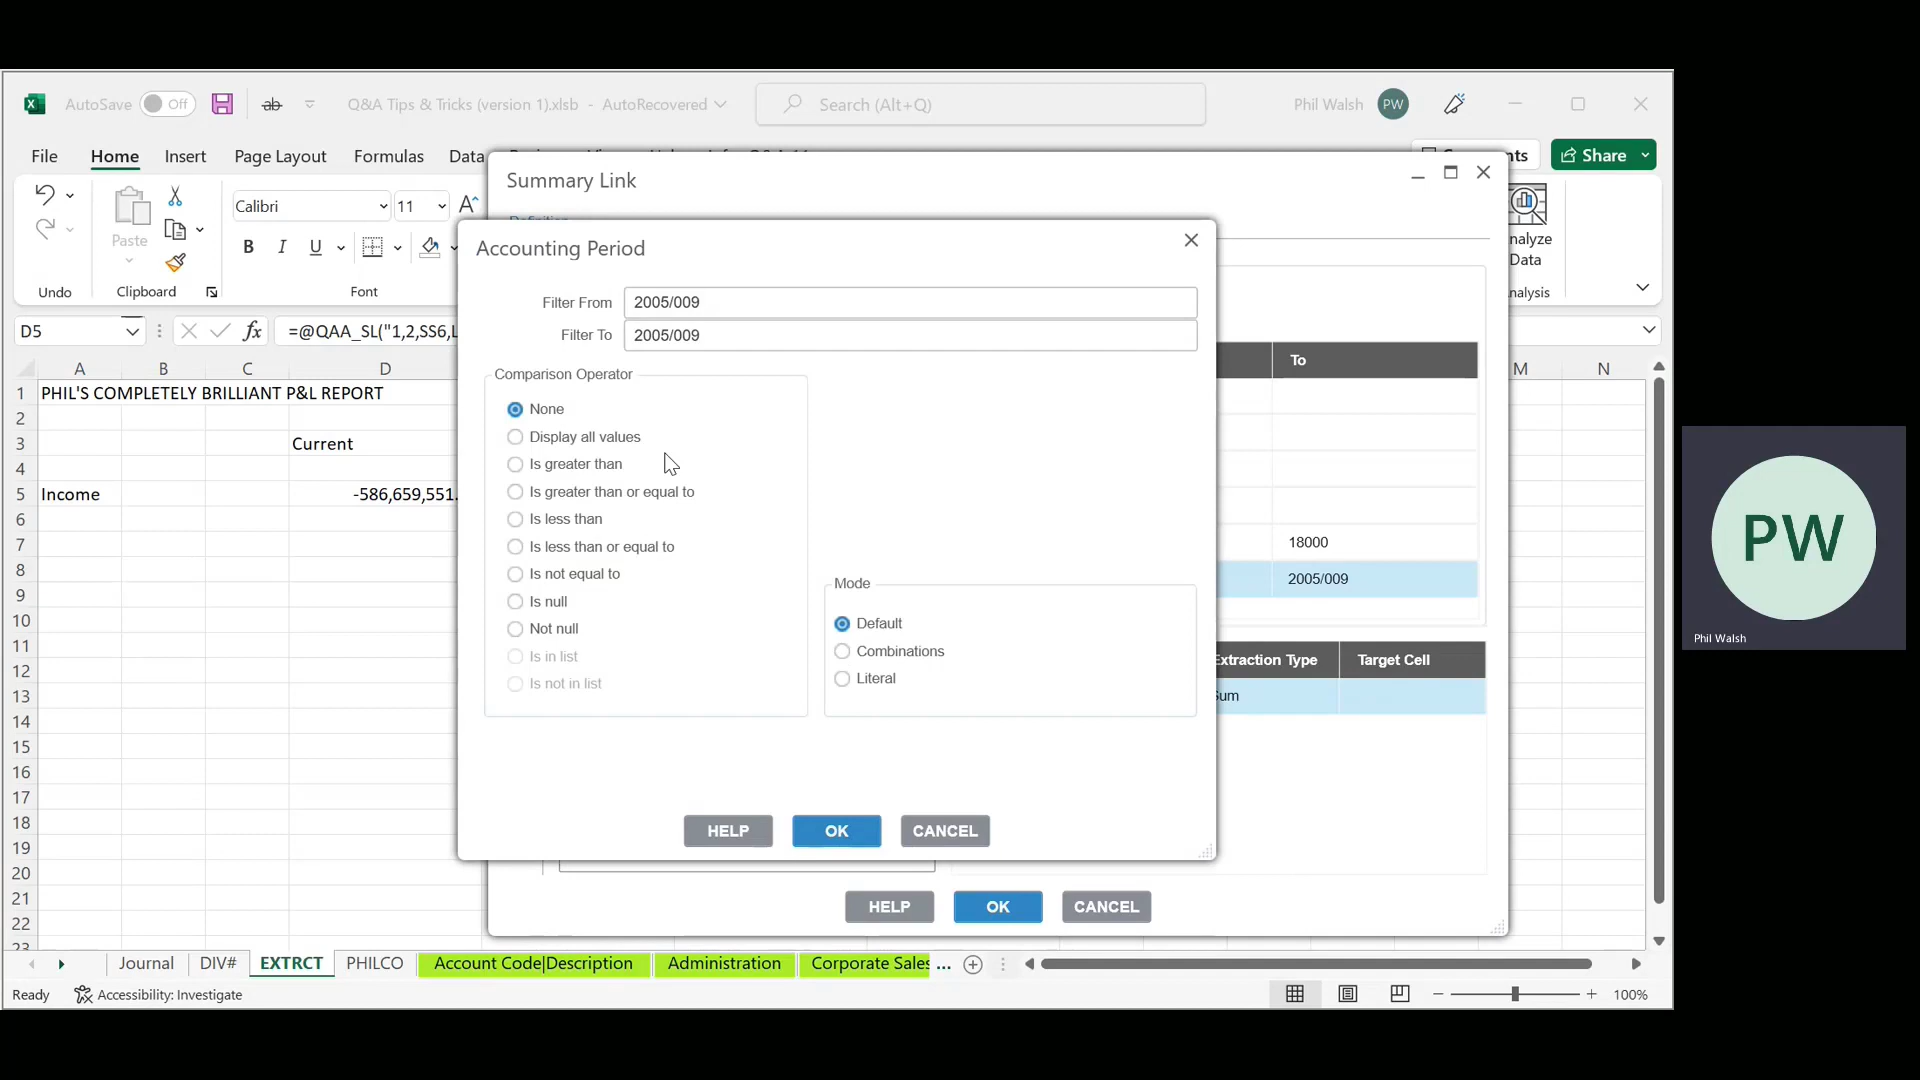 AutoSave Off Q&A Tips & Tricks (version 1).xlsb - AutoRecovered Search (Alt+Q) Phil Walsh PW
File Home Insert Page Layout Formulas Data Share
Paste
Calibri 11
B I U
Undo Clipboard Font
Data
D5 fx =@QAA_SL("1,2,SS6,
A B C D M N
1 PHIL'S COMPLETELY BRILLIANT P&L REPORT
2
3 Current
4
5 Income -586,659,551.
6
7
8
9
10
11
12
13
14
15
16
17
18
19
20
21
22
23
Summary Link
Accounting Period
Filter From 2005/009
Filter To 2005/009
Comparison Operator
None
Display all values
Is greater than
Is greater than or equal to
Is less than
Is less than or equal to
Is not equal to
Is null
Not null
Is in list
Is not in list
Mode
Default
Combinations
Literal
HELP OK CANCEL
To
18000
2005/009
Extraction Type Target Cell
Sum
HELP OK CANCEL
Journal DIV# EXTRCT PHILCO Account Code|Description Administration Corporate Sales ...
Ready Accessibility: Investigate 100%
PW
Phil Walsh